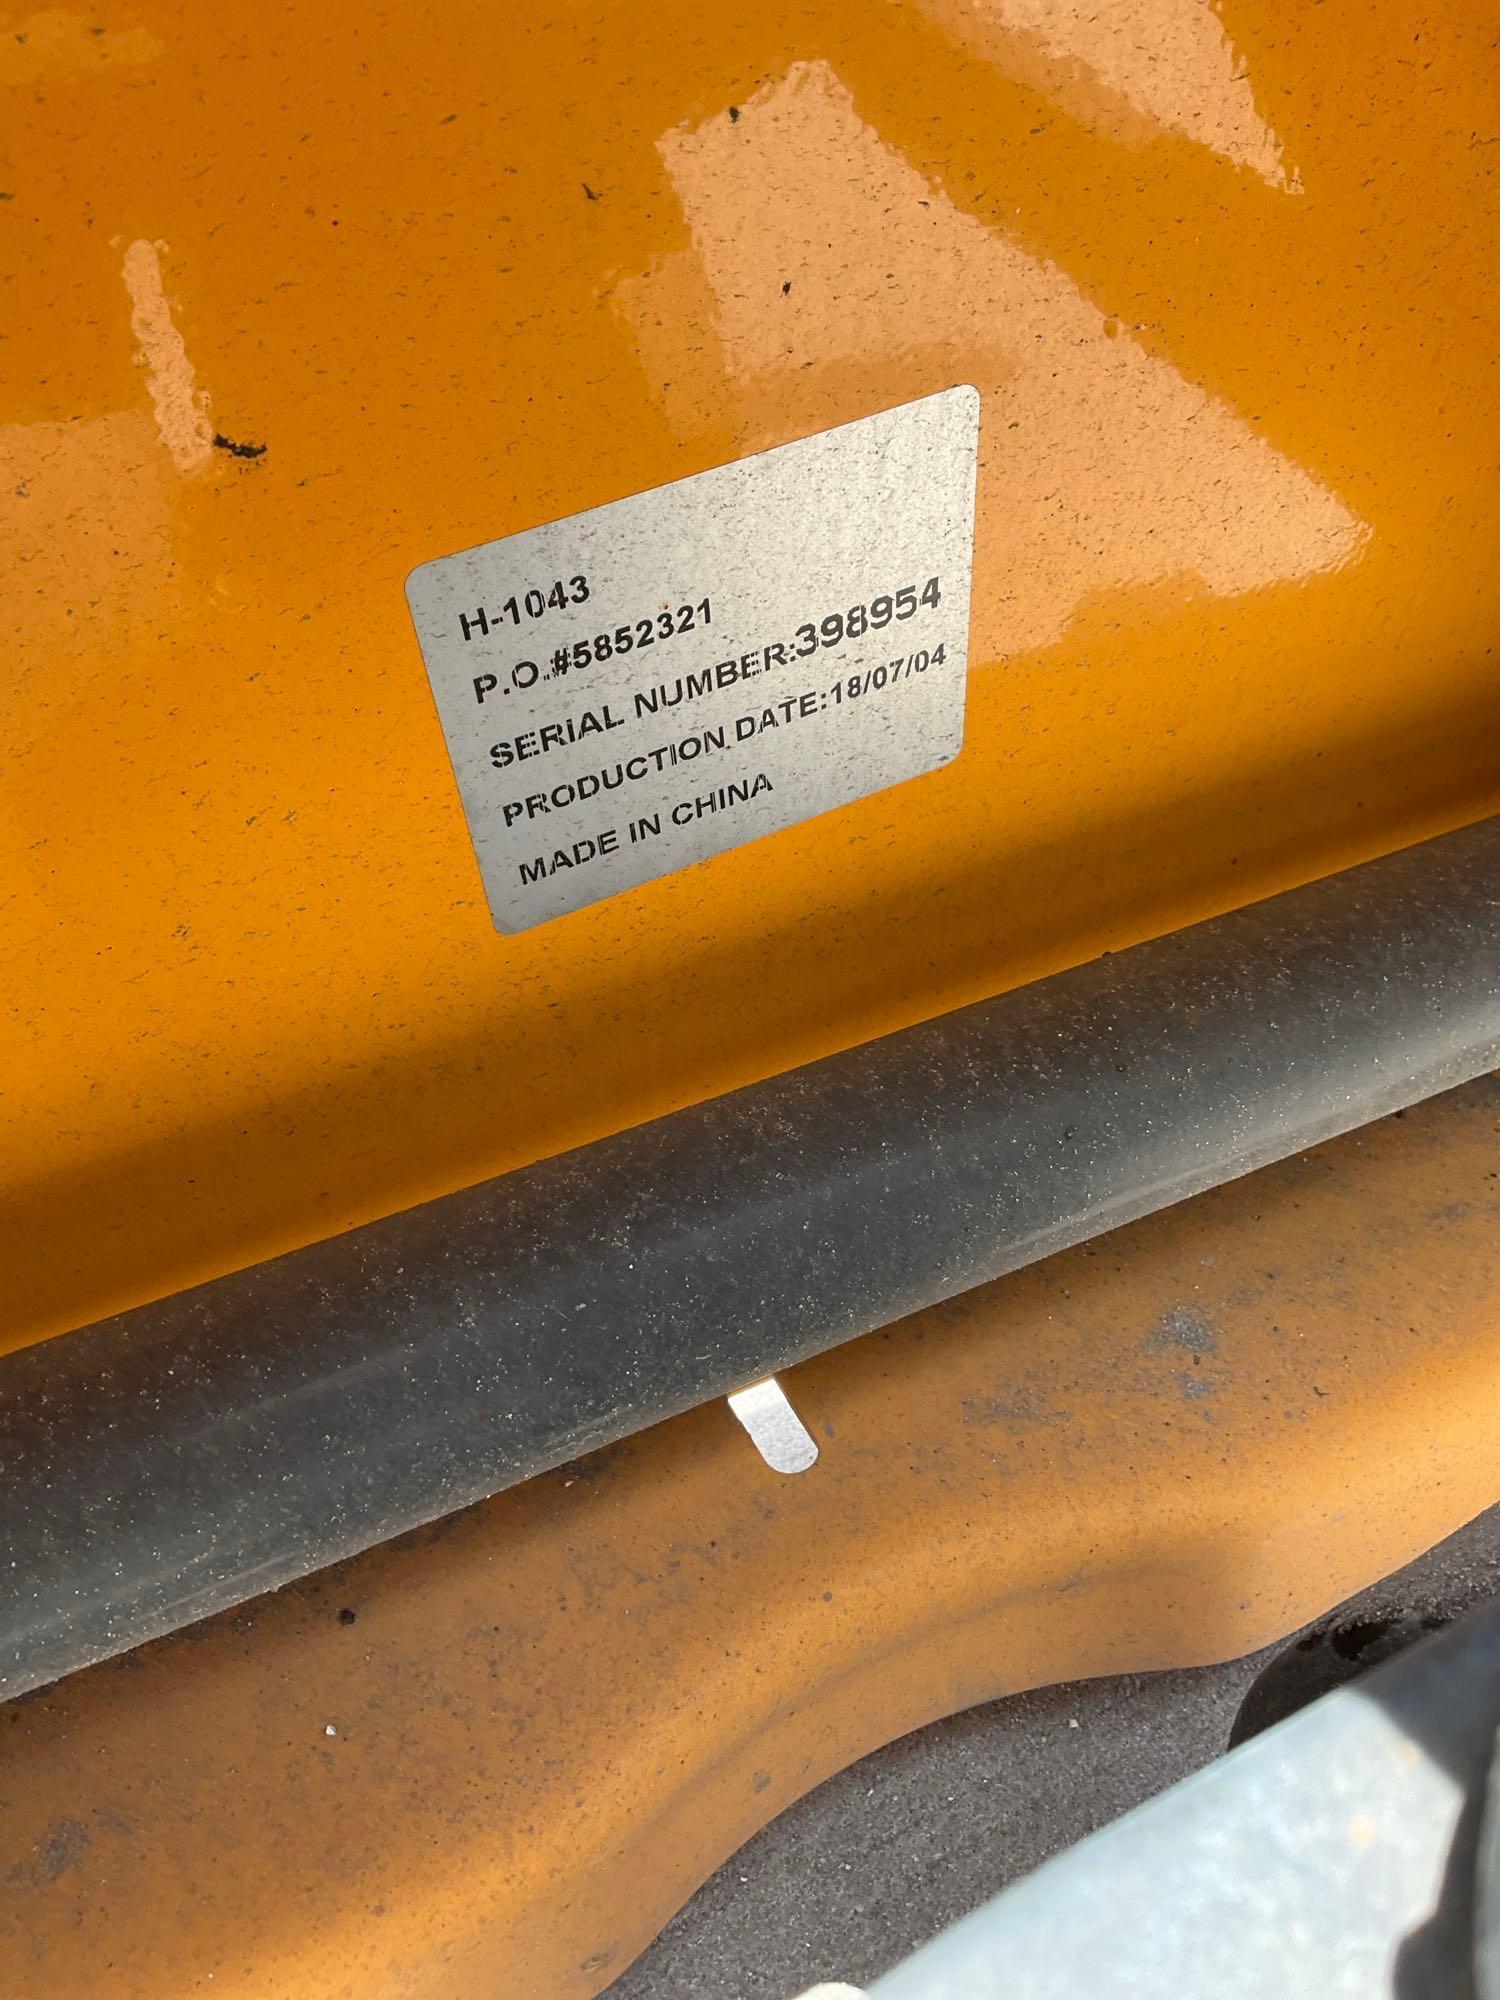 H-1043
P.O.#5852321
SERIAL NUMBER:398954
PRODUCTION DATE:18/07/04
MADE IN CHINA